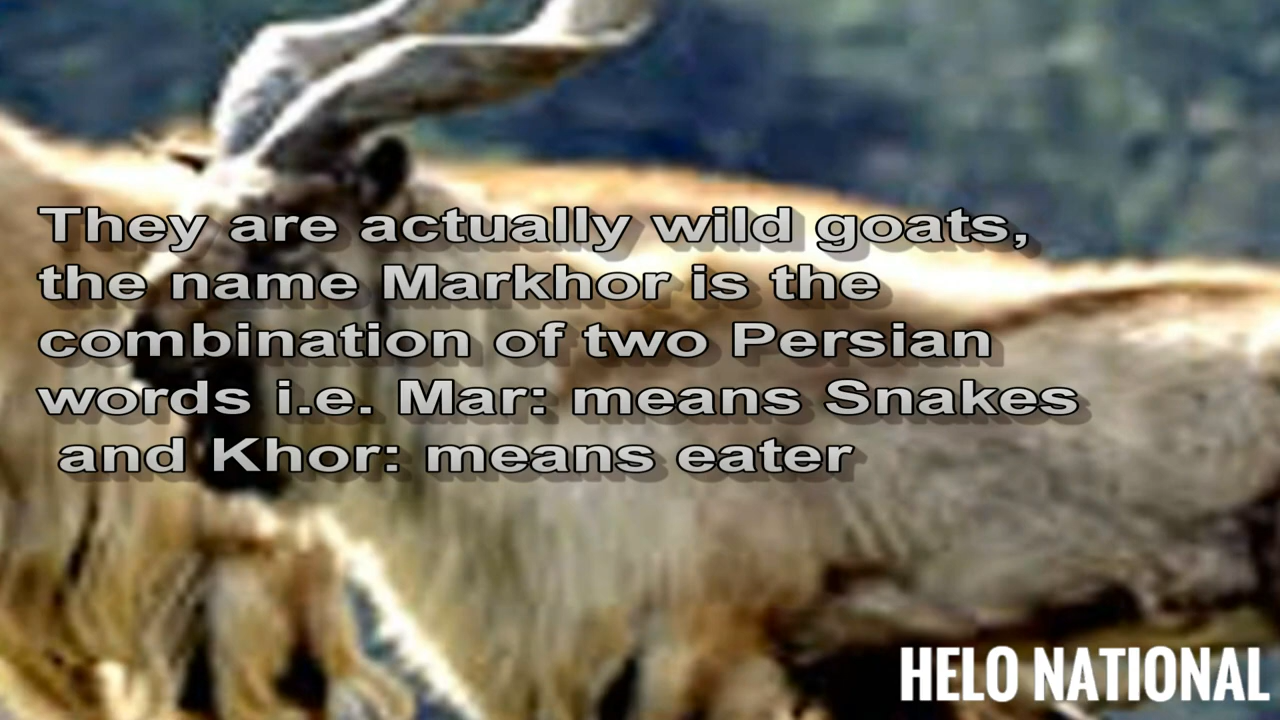 They are actually wild goats,
the name Markhor is the
combination of two Persian
words i.e. Mar: means Snakes
and Khor: means eater
HELO NATIONAL